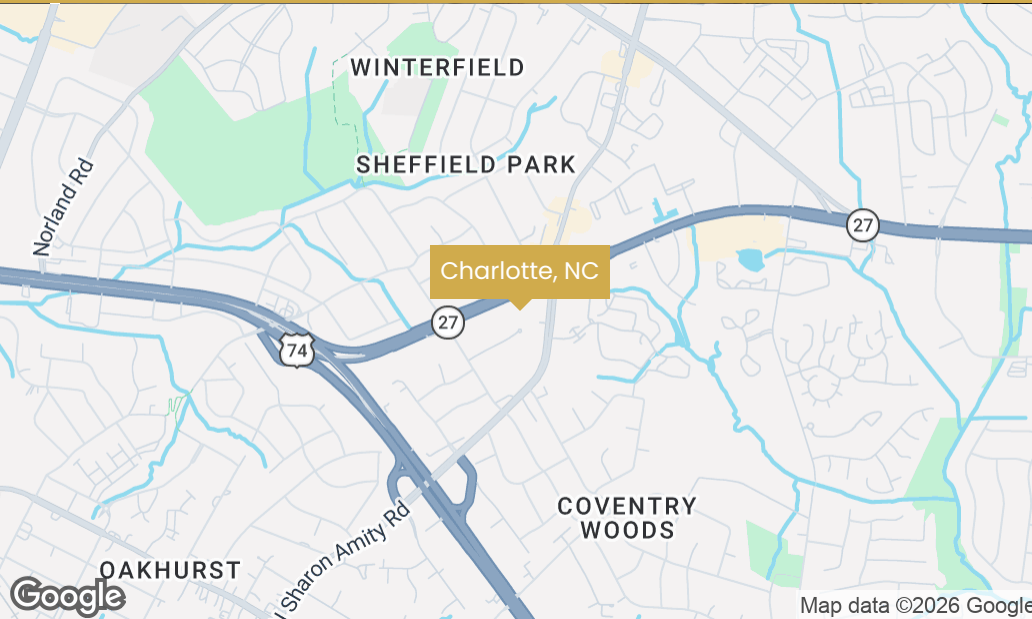 WINTERFIELD
SHEFFIELD PARK
Norland Rd
27
Charlotte, NC
27
74
COVENTRY
WOODS
Sharon Amity Rd
OAKHURST
Google
Map data ©2026 Google